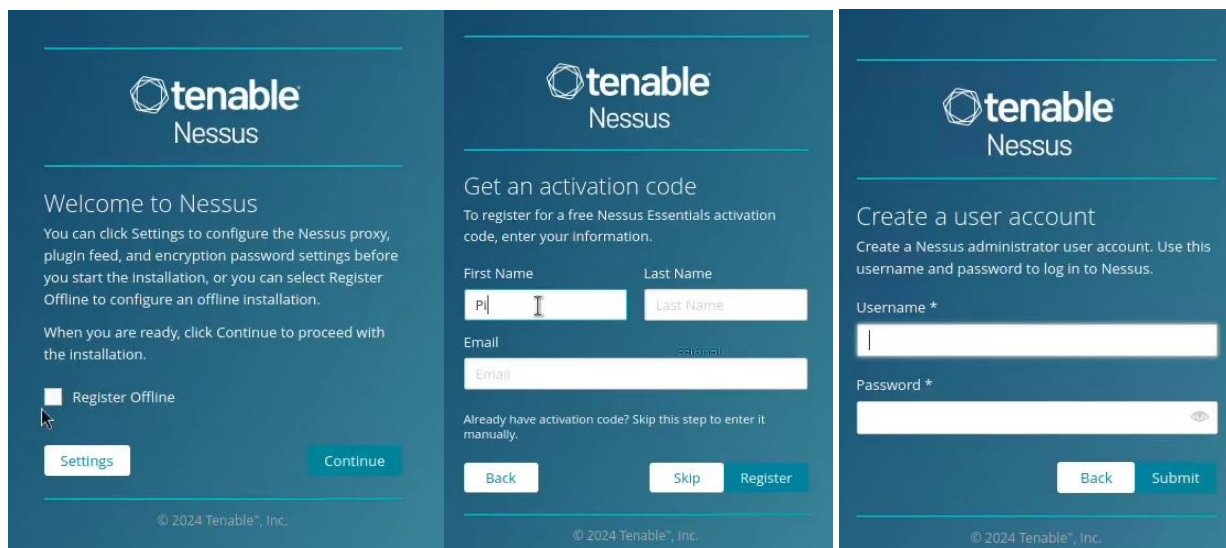 tenable
Nessus
Welcome to Nessus
You can click Settings to configure the Nessus proxy,
plugin feed, and encryption password settings before
you start the installation, or you can select Register
Offline to configure an offline installation.
When you are ready, click Continue to proceed with
the installation.
Register Offline
Settings
Continue
© 2024 Tenable™, Inc.
tenable
Nessus
Get an activation code
To register for a free Nessus Essentials activation
code, enter your information.
First Name
Last Name
Pi
Last Name
Email
Email
Already have activation code? Skip this step to enter it
manually.
Back
Skip
Register
© 2024 Tenable™, Inc.
tenable
Nessus
Create a user account
Create a Nessus administrator user account. Use this
username and password to log in to Nessus.
Username *
Password *
Back
Submit
© 2024 Tenable™, Inc.